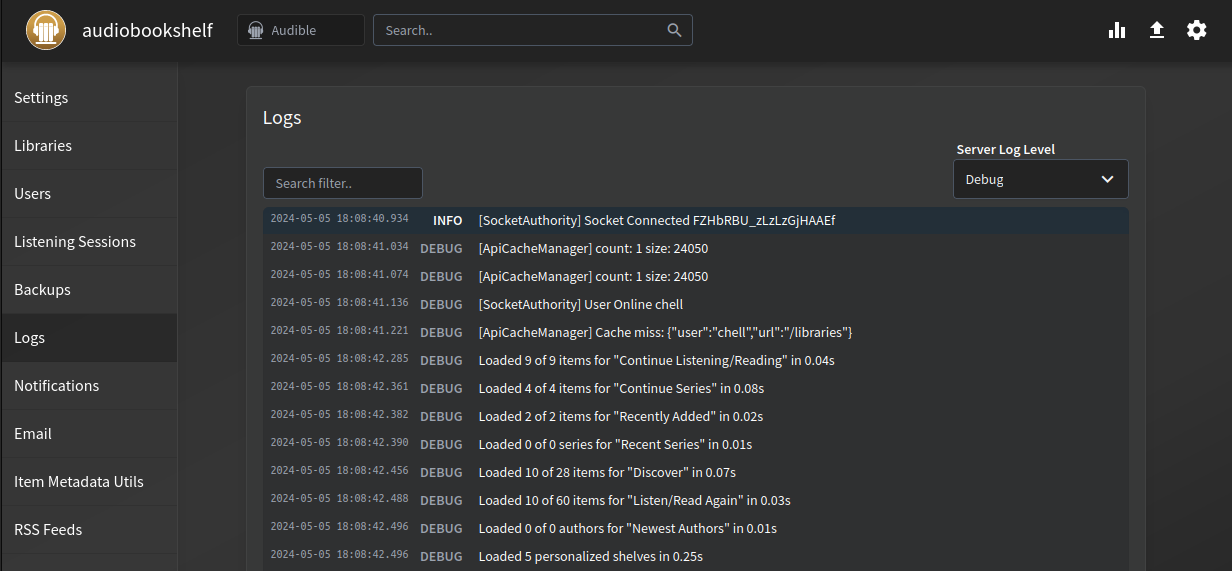 audiobookshelf Audible Search..
Settings
Libraries
Users
Listening Sessions
Backups
Logs
Notifications
Email
Item Metadata Utils
RSS Feeds
Logs
Server Log Level
Search filter.. Debug
2024-05-05 18:08:40.934 INFO [SocketAuthority] Socket Connected FZHbRBU_zLzLzGjHAAEf
2024-05-05 18:08:41.034 DEBUG [ApiCacheManager] count: 1 size: 24050
2024-05-05 18:08:41.074 DEBUG [ApiCacheManager] count: 1 size: 24050
2024-05-05 18:08:41.136 DEBUG [SocketAuthority] User Online chell
2024-05-05 18:08:41.221 DEBUG [ApiCacheManager] Cache miss: {"user":"chell","url":"/libraries"}
2024-05-05 18:08:42.285 DEBUG Loaded 9 of 9 items for "Continue Listening/Reading" in 0.04s
2024-05-05 18:08:42.361 DEBUG Loaded 4 of 4 items for "Continue Series" in 0.08s
2024-05-05 18:08:42.382 DEBUG Loaded 2 of 2 items for "Recently Added" in 0.02s
2024-05-05 18:08:42.390 DEBUG Loaded 0 of 0 series for "Recent Series" in 0.01s
2024-05-05 18:08:42.456 DEBUG Loaded 10 of 28 items for "Discover" in 0.07s
2024-05-05 18:08:42.488 DEBUG Loaded 10 of 60 items for "Listen/Read Again" in 0.03s
2024-05-05 18:08:42.496 DEBUG Loaded 0 of 0 authors for "Newest Authors" in 0.01s
2024-05-05 18:08:42.496 DEBUG Loaded 5 personalized shelves in 0.25s